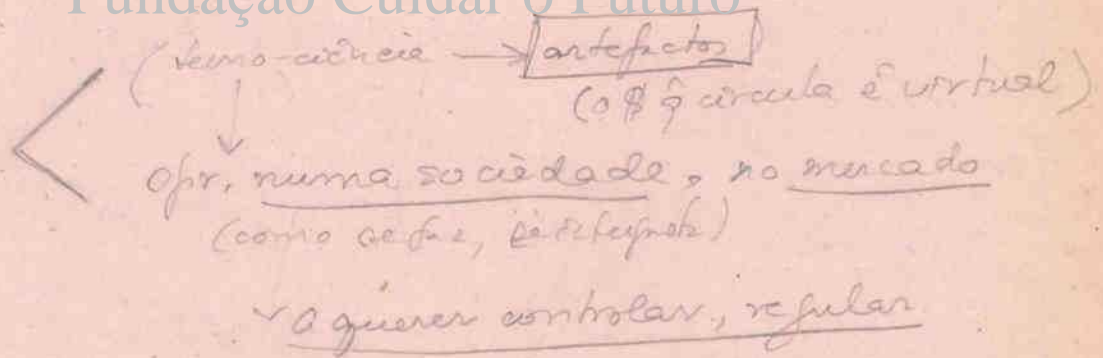 Fundação Cuidar o Futuro
(tecno-ciência → artefactos
(o $ q̂ circula é virtual)
opr, numa sociedade, no mercado
(como se faz,
o querer controlar, regular